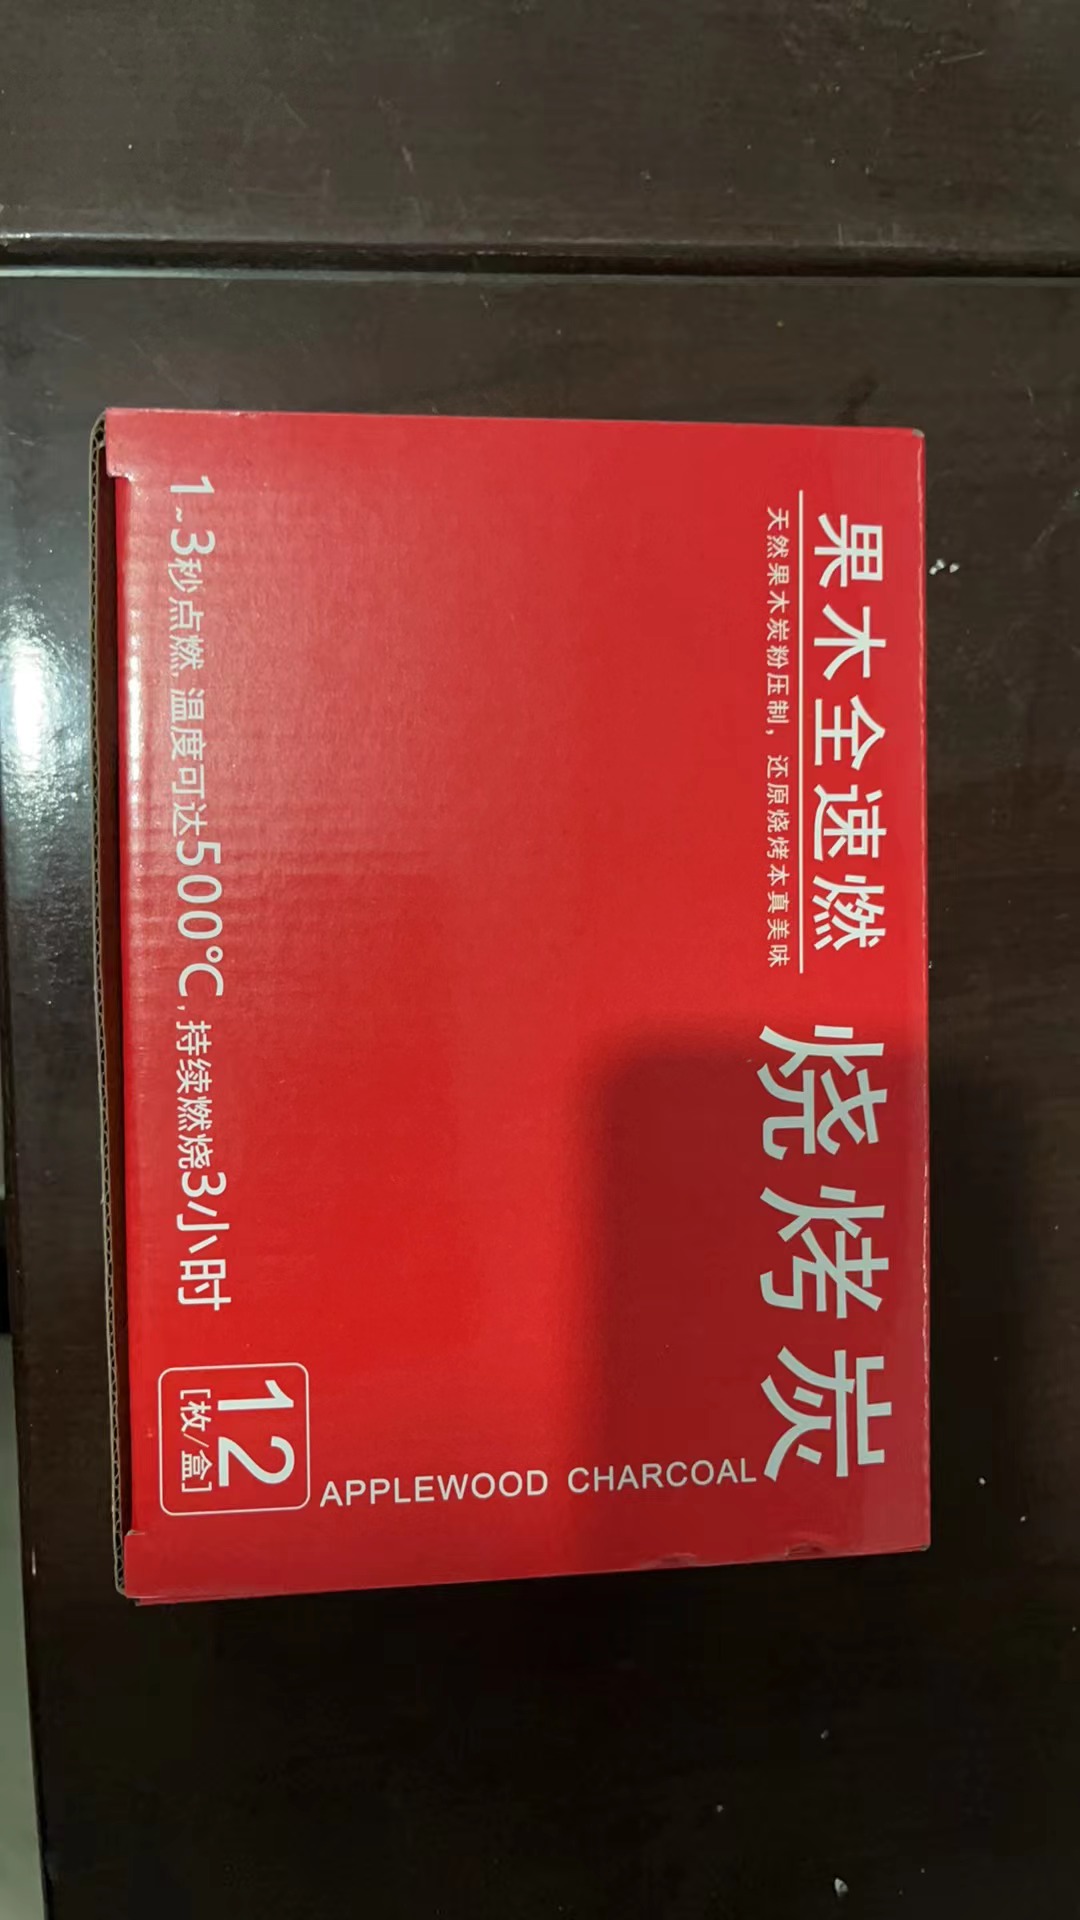 果木全速燃
天然果木炭粉压制，还原烧烤本真美味
烧烤炭
APPLEWOOD CHARCOAL
1~3秒点燃,温度可达500℃,持续燃烧3小时
12
[枚/盒]